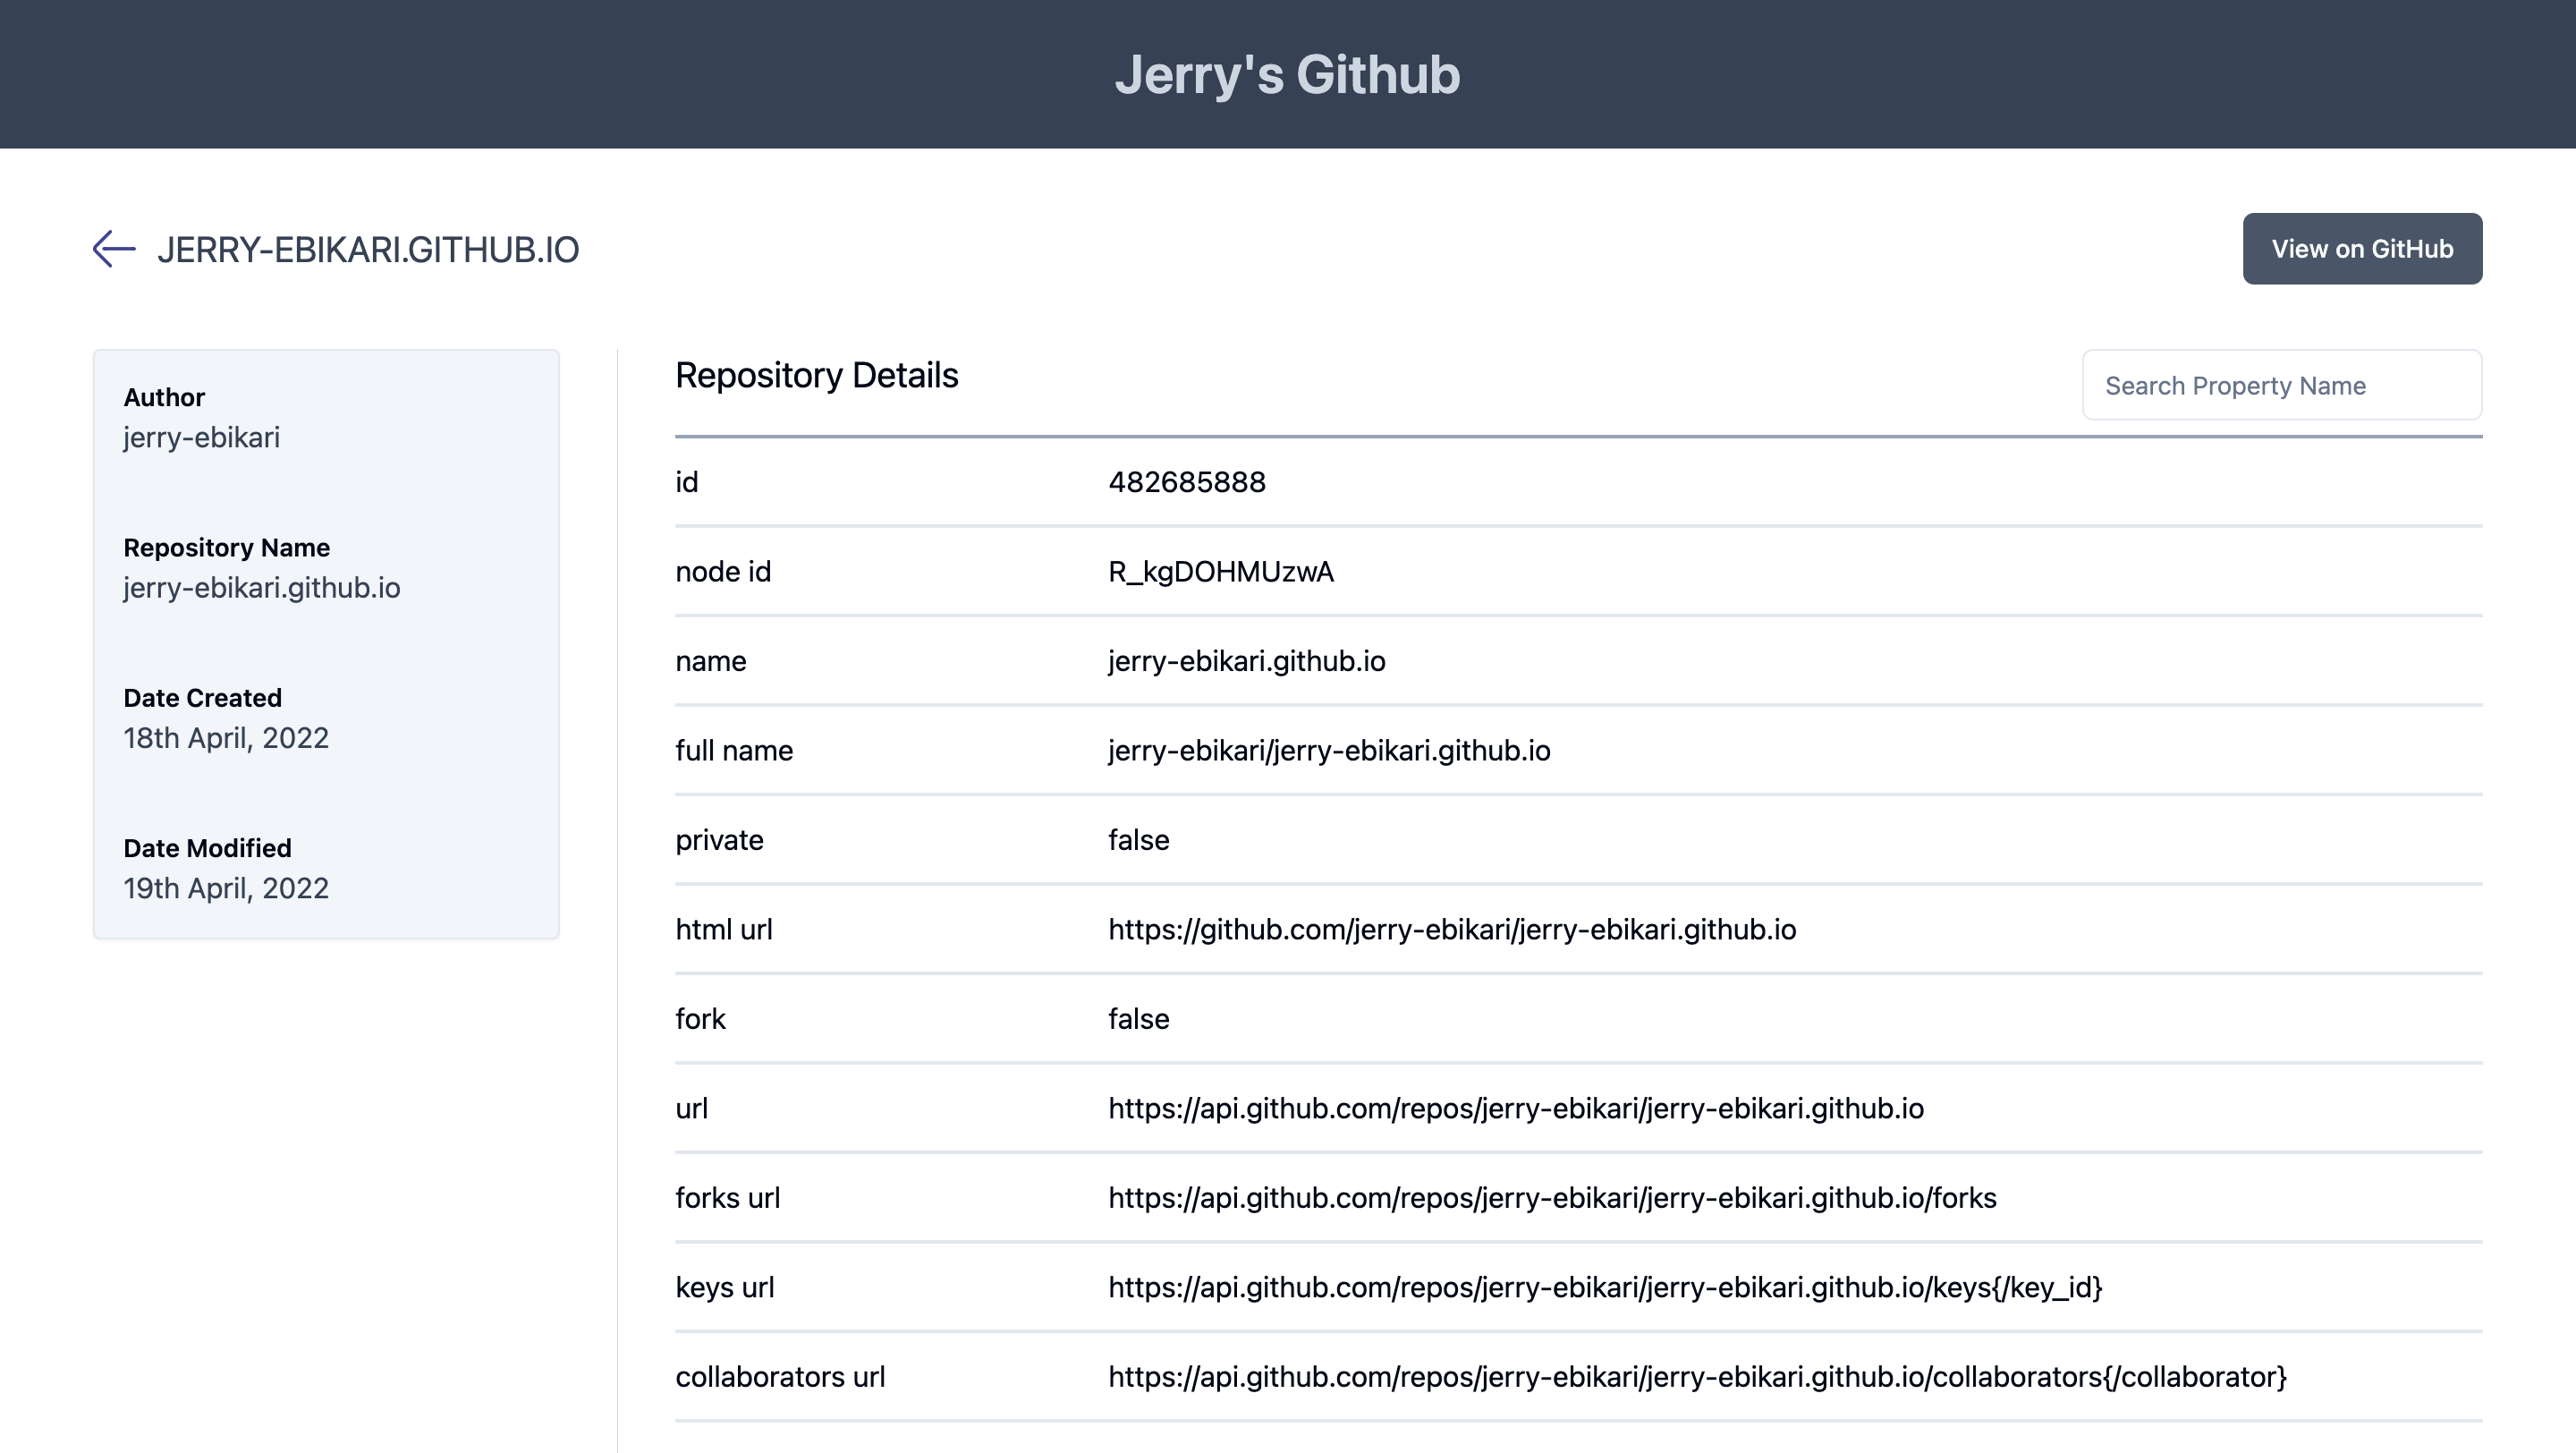 Jerry's Github
JERRY-EBIKARI.GITHUB.IO
View on GitHub
Author
jerry-ebikari
Repository Name
jerry-ebikari.github.io
Date Created
18th April, 2022
Date Modified
19th April, 2022
Repository Details
Search Property Name
id 482685888
node id R_kgDOHMUzwA
name jerry-ebikari.github.io
full name jerry-ebikari/jerry-ebikari.github.io
private false
html url https://github.com/jerry-ebikari/jerry-ebikari.github.io
fork false
url https://api.github.com/repos/jerry-ebikari/jerry-ebikari.github.io
forks url https://api.github.com/repos/jerry-ebikari/jerry-ebikari.github.io/forks
keys url https://api.github.com/repos/jerry-ebikari/jerry-ebikari.github.io/keys{/key_id}
collaborators url https://api.github.com/repos/jerry-ebikari/jerry-ebikari.github.io/collaborators{/collaborator}